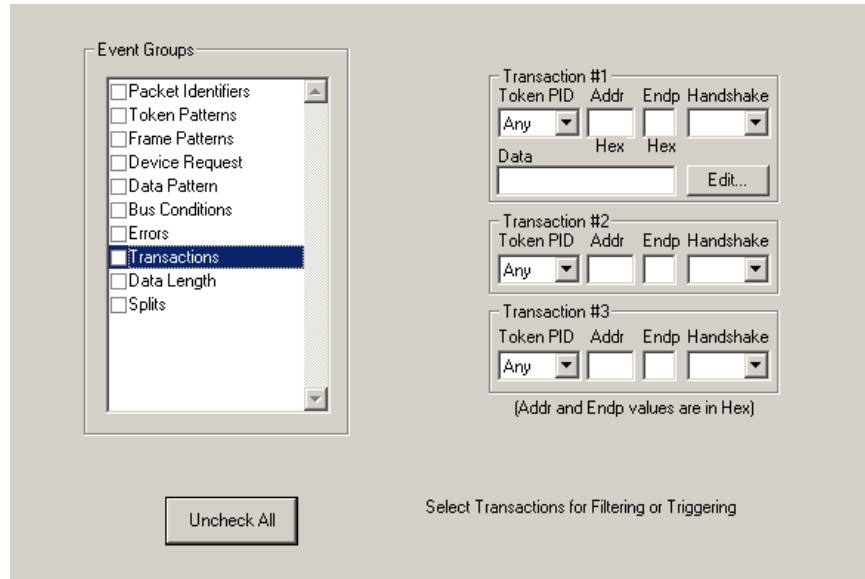 Event Groups
Packet Identifiers
Token Patterns
Frame Patterns
Device Request
Data Pattern
Bus Conditions
Errors
Transactions
Data Length
Splits
Uncheck All
Transaction #1
Token PID Addr Endp Handshake
Any
Hex Hex
Data
Edit...
Transaction #2
Token PID Addr Endp Handshake
Any
Transaction #3
Token PID Addr Endp Handshake
Any
(Addr and Endp values are in Hex)
Select Transactions for Filtering or Triggering